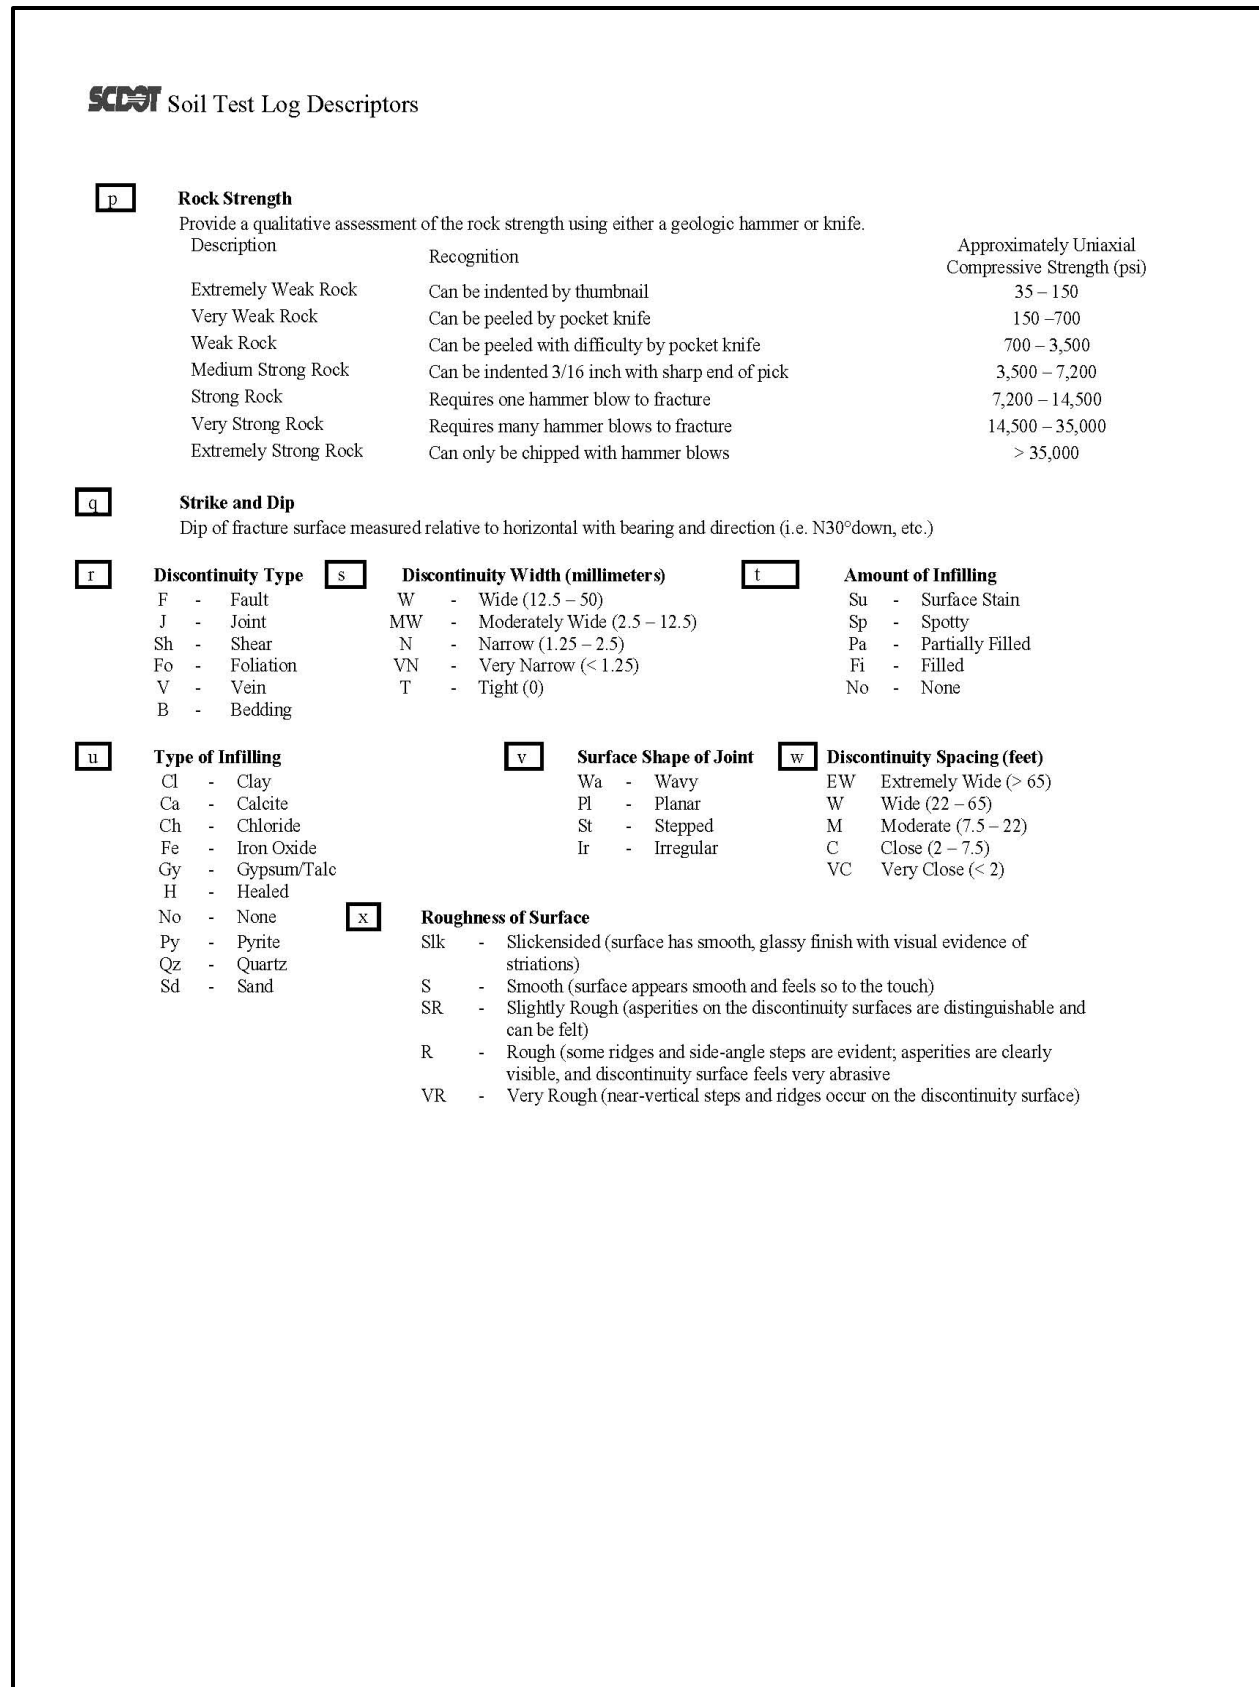 SCDOT Soil Test Log Descriptors
p Rock Strength
Provide a qualitative assessment of the rock strength using either a geologic hammer or knife.
Description Recognition Approximately Uniaxial
Compressive Strength (psi)
Extremely Weak Rock Can be indented by thumbnail 35 – 150
Very Weak Rock Can be peeled by pocket knife 150 –700
Weak Rock Can be peeled with difficulty by pocket knife 700 – 3,500
Medium Strong Rock Can be indented 3/16 inch with sharp end of pick 3,500 – 7,200
Strong Rock Requires one hammer blow to fracture 7,200 – 14,500
Very Strong Rock Requires many hammer blows to fracture 14,500 – 35,000
Extremely Strong Rock Can only be chipped with hammer blows > 35,000
q Strike and Dip
Dip of fracture surface measured relative to horizontal with bearing and direction (i.e. N30°down, etc.)
r Discontinuity Type
F - Fault
J - Joint
Sh - Shear
Fo - Foliation
V - Vein
B - Bedding
s Discontinuity Width (millimeters)
W - Wide (12.5 – 50)
MW - Moderately Wide (2.5 – 12.5)
N - Narrow (1.25 – 2.5)
VN - Very Narrow (< 1.25)
T - Tight (0)
t Amount of Infilling
Su - Surface Stain
Sp - Spotty
Pa - Partially Filled
Fi - Filled
No - None
u Type of Infilling
Cl - Clay
Ca - Calcite
Ch - Chloride
Fe - Iron Oxide
Gy - Gypsum/Talc
H - Healed
No - None
Py - Pyrite
Qz - Quartz
Sd - Sand
v Surface Shape of Joint
Wa - Wavy
Pl - Planar
St - Stepped
Ir - Irregular
w Discontinuity Spacing (feet)
EW Extremely Wide (> 65)
W Wide (22 – 65)
M Moderate (7.5 – 22)
C Close (2 – 7.5)
VC Very Close (< 2)
x Roughness of Surface
Slk - Slickensided (surface has smooth, glassy finish with visual evidence of
striations)
S - Smooth (surface appears smooth and feels so to the touch)
SR - Slightly Rough (asperities on the discontinuity surfaces are distinguishable and
can be felt)
R - Rough (some ridges and side-angle steps are evident; asperities are clearly
visible, and discontinuity surface feels very abrasive
VR - Very Rough (near-vertical steps and ridges occur on the discontinuity surface)